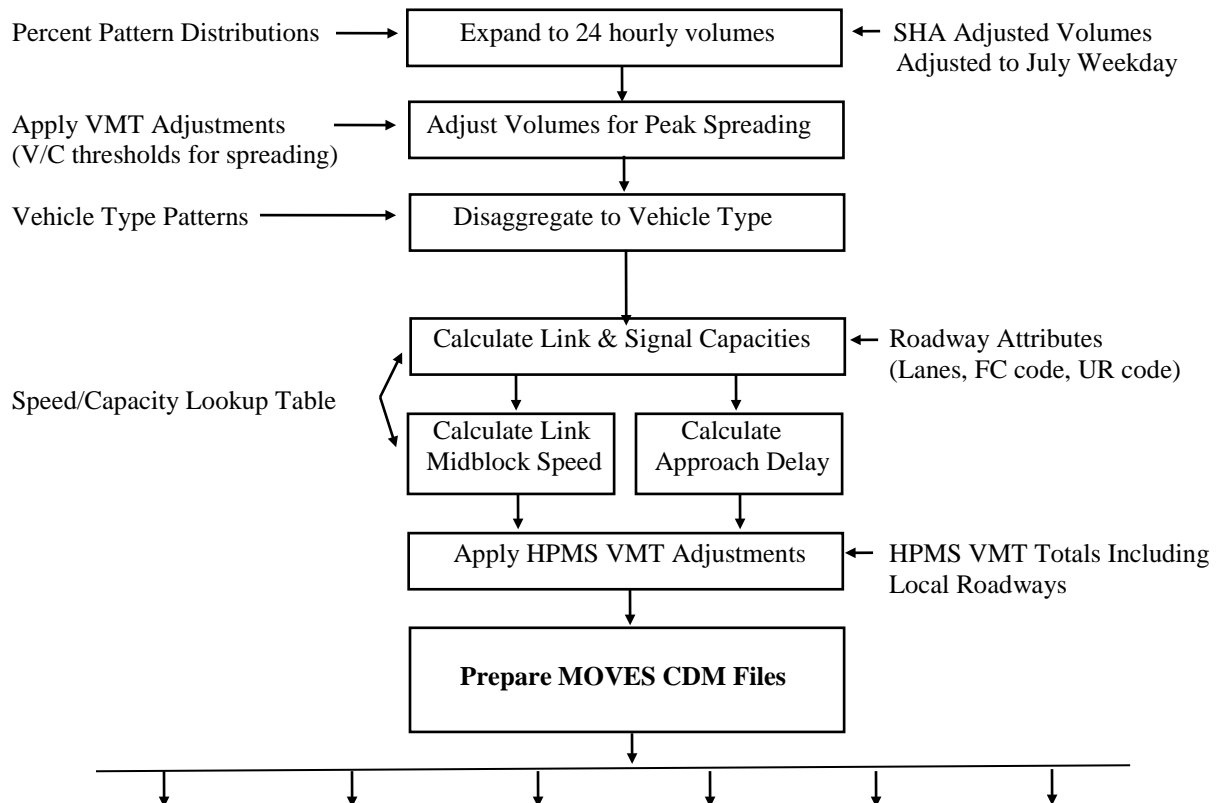 Percent Pattern Distributions
Expand to 24 hourly volumes
SHA Adjusted Volumes
Adjusted to July Weekday
Apply VMT Adjustments
(V/C thresholds for spreading)
Adjust Volumes for Peak Spreading
Vehicle Type Patterns
Disaggregate to Vehicle Type
Calculate Link & Signal Capacities
Roadway Attributes
(Lanes, FC code, UR code)
Speed/Capacity Lookup Table
Calculate Link
Midblock Speed
Calculate
Approach Delay
Apply HPMS VMT Adjustments
HPMS VMT Totals Including
Local Roadways
Prepare MOVES CDM Files